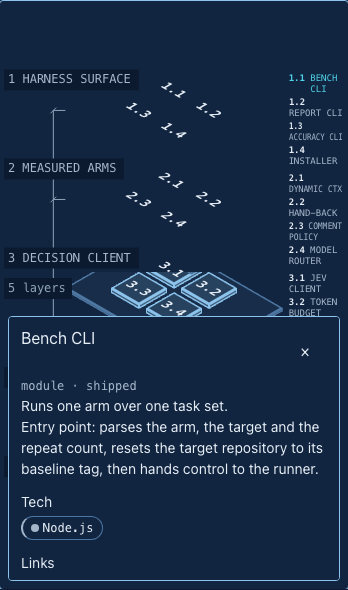 1 HARNESS SURFACE
1.1
1.3
1.2
1.4
2 MEASURED ARMS
2.1
2.3
2.2
2.4
3 DECISION CLIENT
3.1
3.3
3.2
3.4
5 layers
1.1 BENCH
CLI
1.2
REPORT CLI
1.3
ACCURACY CLI
1.4
INSTALLER
2.1
DYNAMIC CTX
2.2
HAND-BACK
2.3 COMMENT
POLICY
2.4 MODEL
ROUTER
3.1 JEV
CLIENT
3.2 TOKEN
BUDGET
Bench CLI
×
module · shipped
Runs one arm over one task set.
Entry point: parses the arm, the target and the
repeat count, resets the target repository to its
baseline tag, then hands control to the runner.
Tech
Node.js
Links